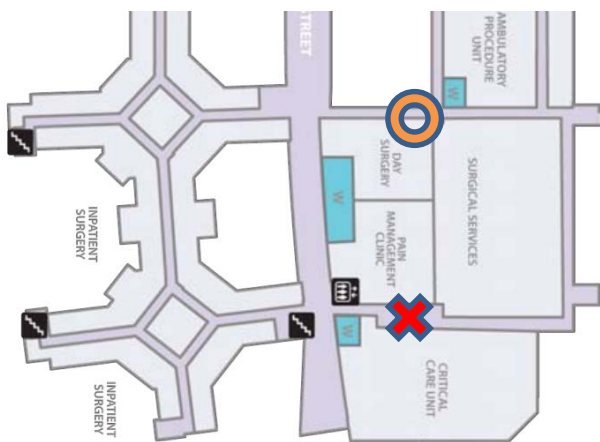 STREET
AMBULATORY
PROCEDURE
UNIT
W
DAY
SURGERY
SURGICAL SERVICES
W
PAIN
MANAGEMENT
CLINIC
INPATIENT
SURGERY
W
CRITICAL
CARE UNIT
INPATIENT
SURGERY